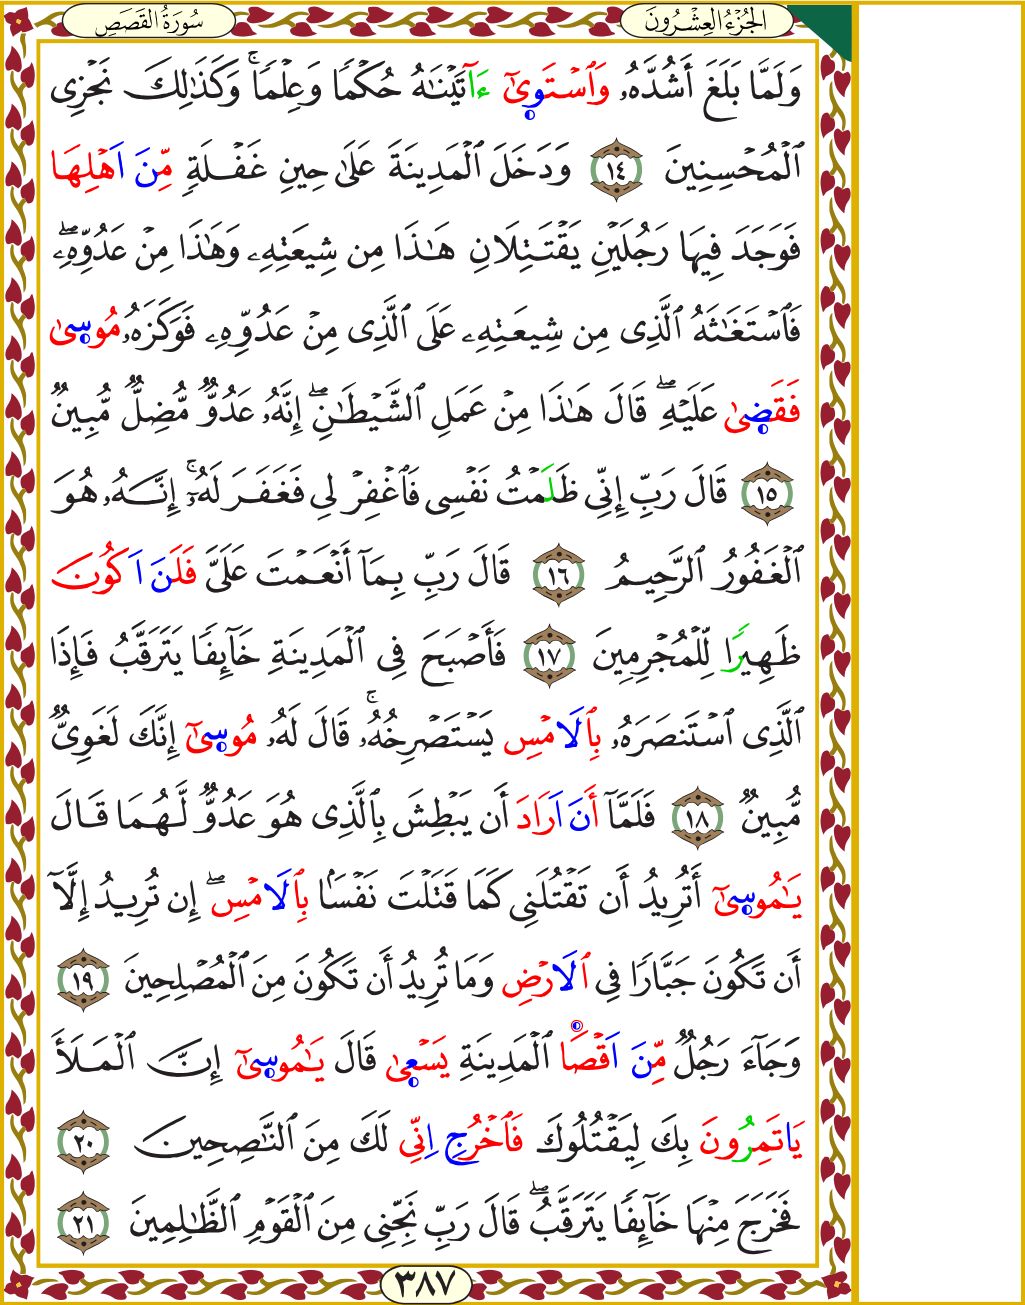 الجُزْءُ العِشْرُونَ
سُورَةُ القَصَصِ
وَلَمَّا بَلَغَ أَشُدَّهُۥ وَٱسۡتَوۭىٰٓ ءَاتَيۡنَٰهُ حُكۡمٗا وَعِلۡمٗاۚ وَكَذَٰلِكَ نَجۡزِي
ٱلۡمُحۡسِنِينَ ١٤ وَدَخَلَ ٱلۡمَدِينَةَ عَلَىٰ حِينِ غَفۡلَةٖ مِّنَ اَهۡلِهَا
فَوَجَدَ فِيهَا رَجُلَيۡنِ يَقۡتَتِلَانِ هَٰذَا مِن شِيعَتِهِۦ وَهَٰذَا مِنۡ عَدُوِّهِۦۖ
فَٱسۡتَغَٰثَهُ ٱلَّذِي مِن شِيعَتِهِۦ عَلَى ٱلَّذِي مِنۡ عَدُوِّهِۦ فَوَكَزَهُۥ مُوسۭىٰ
فَقَضۭىٰ عَلَيۡهِۖ قَالَ هَٰذَا مِنۡ عَمَلِ ٱلشَّيۡطَٰنِۖ إِنَّهُۥ عَدُوّٞ مُّضِلّٞ مُّبِينٞ
١٥ قَالَ رَبِّ إِنِّي ظَلَمۡتُ نَفۡسِي فَٱغۡفِرۡ لِي فَغَفَرَ لَهُۥٓۚ إِنَّهُۥ هُوَ
ٱلۡغَفُورُ ٱلرَّحِيمُ ١٦ قَالَ رَبِّ بِمَآ أَنۡعَمۡتَ عَلَيَّ فَلَنَ اَكُونَ
ظَهِيرٗا لِّلۡمُجۡرِمِينَ ١٧ فَأَصۡبَحَ فِي ٱلۡمَدِينَةِ خَآئِفٗا يَتَرَقَّبُ فَإِذَا
ٱلَّذِي ٱسۡتَنصَرَهُۥ بِٱلَامۡسِ يَسۡتَصۡرِخُهُۥۚ قَالَ لَهُۥ مُوسۭىٰٓ إِنَّكَ لَغَوِيّٞ
مُّبِينٞ ١٨ فَلَمَّآ أَنَ اَرَادَ أَن يَبۡطِشَ بِٱلَّذِي هُوَ عَدُوّٞ لَّهُمَا قَالَ
يَٰمُوسۭىٰٓ أَتُرِيدُ أَن تَقۡتُلَنِي كَمَا قَتَلۡتَ نَفۡسَۢا بِٱلَامۡسِۖ إِن تُرِيدُ إِلَّآ
أَن تَكُونَ جَبَّارٗا فِي ٱلَارۡضِ وَمَا تُرِيدُ أَن تَكُونَ مِنَ ٱلۡمُصۡلِحِينَ ١٩
وَجَآءَ رَجُلٞ مِّنَ اَقۡصَا ٱلۡمَدِينَةِ يَسۡعۭىٰ قَالَ يَٰمُوسۭىٰٓ إِنَّ ٱلۡمَلَأَ
يَاتَمِرُونَ بِكَ لِيَقۡتُلُوكَ فَٱخۡرُجِ اِنِّي لَكَ مِنَ ٱلنَّٰصِحِينَ ٢٠
فَخَرَجَ مِنۡهَا خَآئِفٗا يَتَرَقَّبُۖ قَالَ رَبِّ نَجِّنِي مِنَ ٱلۡقَوۡمِ ٱلظَّٰلِمِينَ ٢١
٣٨٧